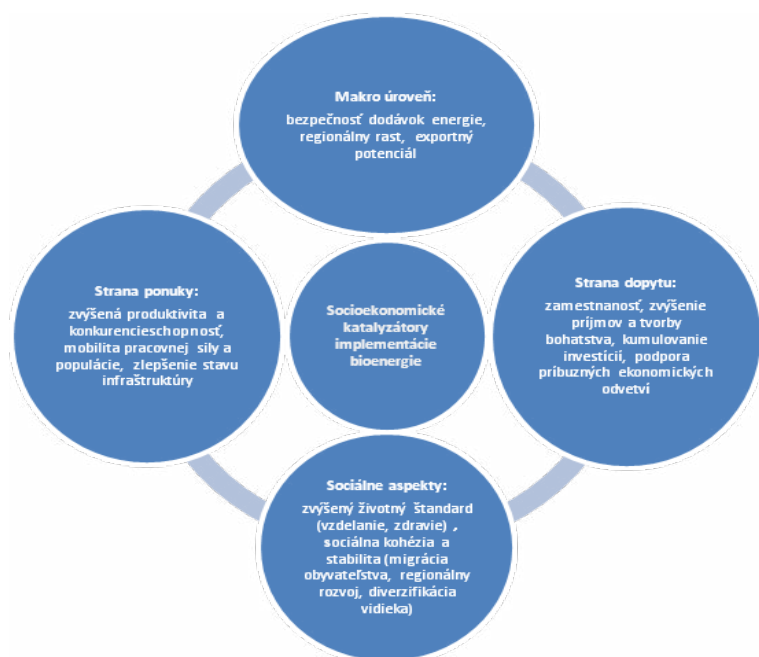 Makro úroveň:
bezpečnosť dodávok energie,
regionálny rast, exportný
potenciál
Strana ponuky:
zvýšená produktivita a
konkurencieschopnosť,
mobilita pracovnej sily a
populácie, zlepšenie stavu
infraštruktúry
Socioekonomické
katalyzátory
implementácie
bioenergie
Strana dopytu:
zamestnanosť, zvýšenie
príjmov a tvorby
bohatstva, kumulovanie
investícií, podpora
príbuzných ekonomických
odvetví
Sociálne aspekty:
zvýšený životný štandard
(vzdelanie, zdravie) ,
sociálna kohézia a
stabilita (migrácia
obyvateľstva, regionálny
rozvoj, diverzifikácia
vidieka)